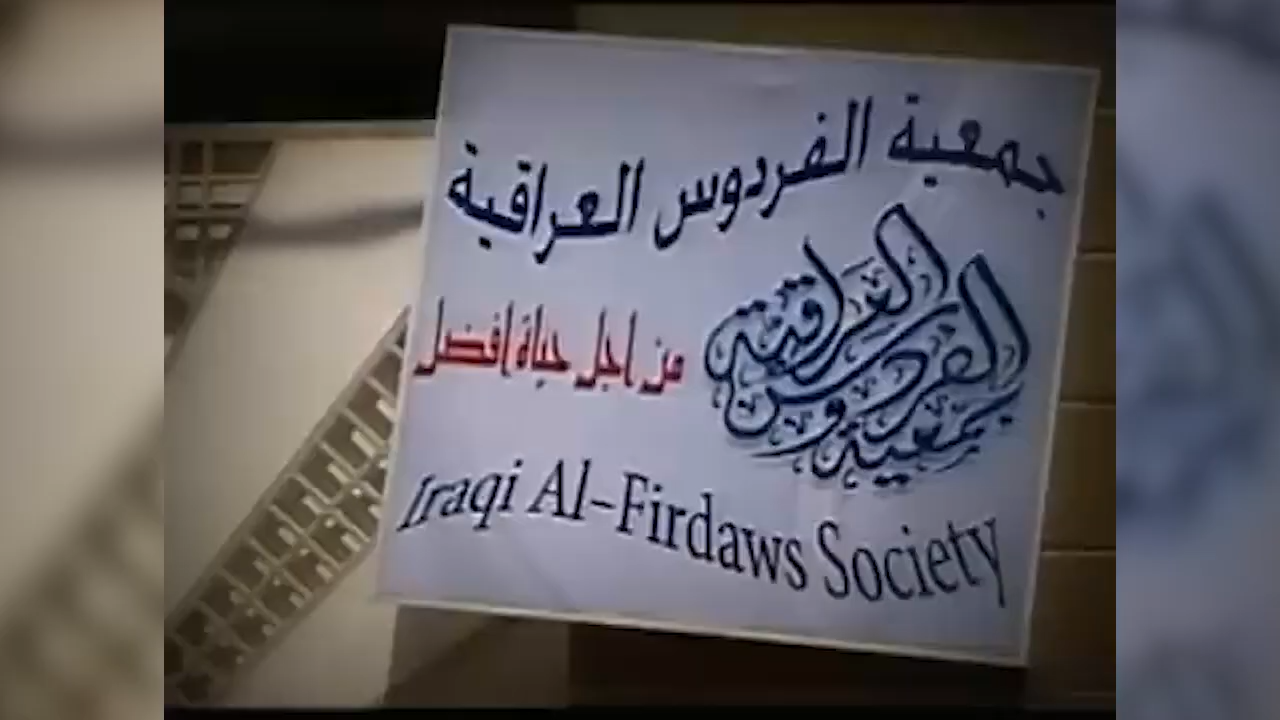 جمعية الفردوس العراقية
جمعية الفردوس العراقية
من اجل حياة افضل
Iraqi Al-Firdaws Society